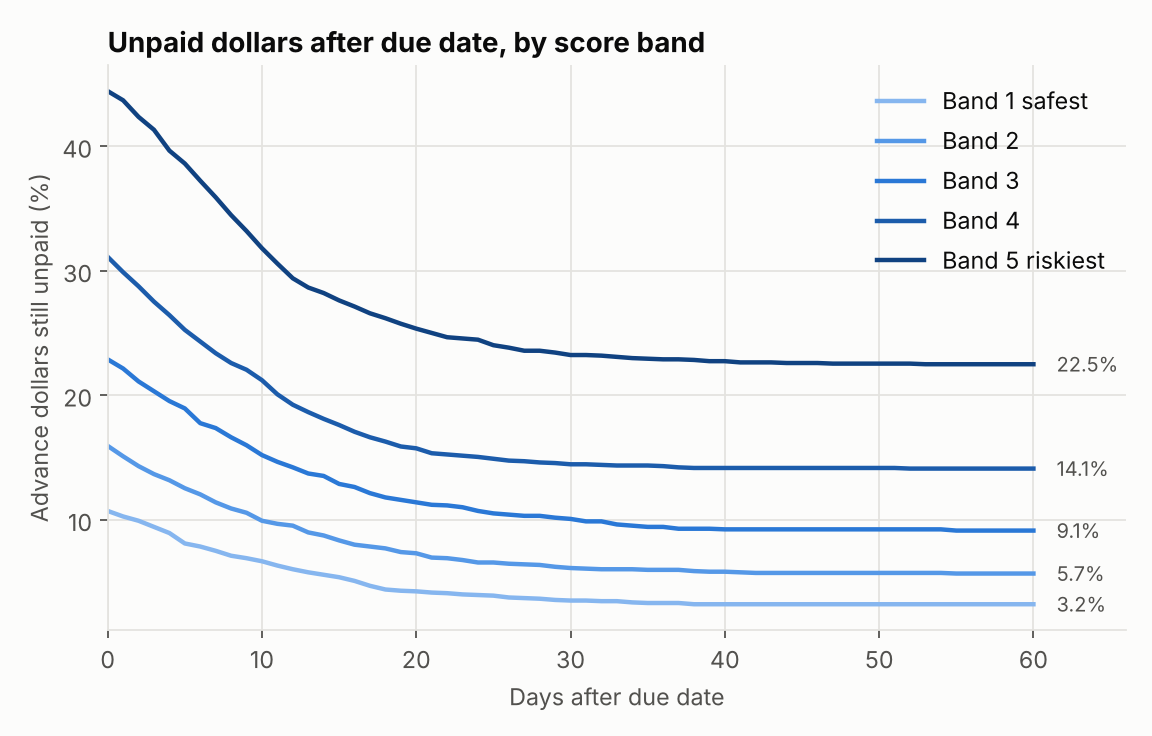 Unpaid dollars after due date, by score band
Band 1 safest
Band 2
Band 3
Band 4
Band 5 riskiest
Advance dollars still unpaid (%)
40
30
20
10
22.5%
14.1%
9.1%
5.7%
3.2%
0 10 20 30 40 50 60
Days after due date